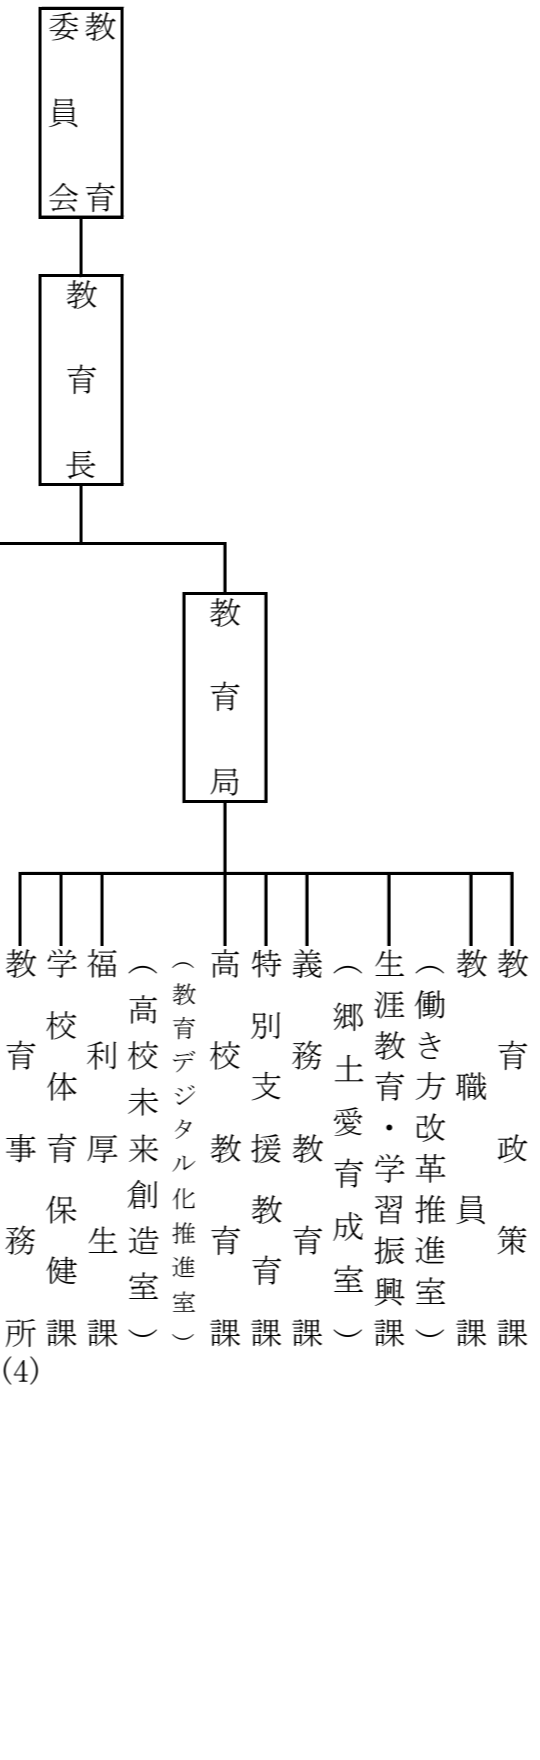 教育
委員会
教育長
教育局
教育政策課
教職員課
（働き方改革推進室）
生涯教育・学習振興課
（郷土愛育成室）
義務教育課
特別支援教育課
高校教育課
（教育デジタル化推進室）
（高校未来創造室）
福利厚生課
学校体育保健課
教育事務所
(4)